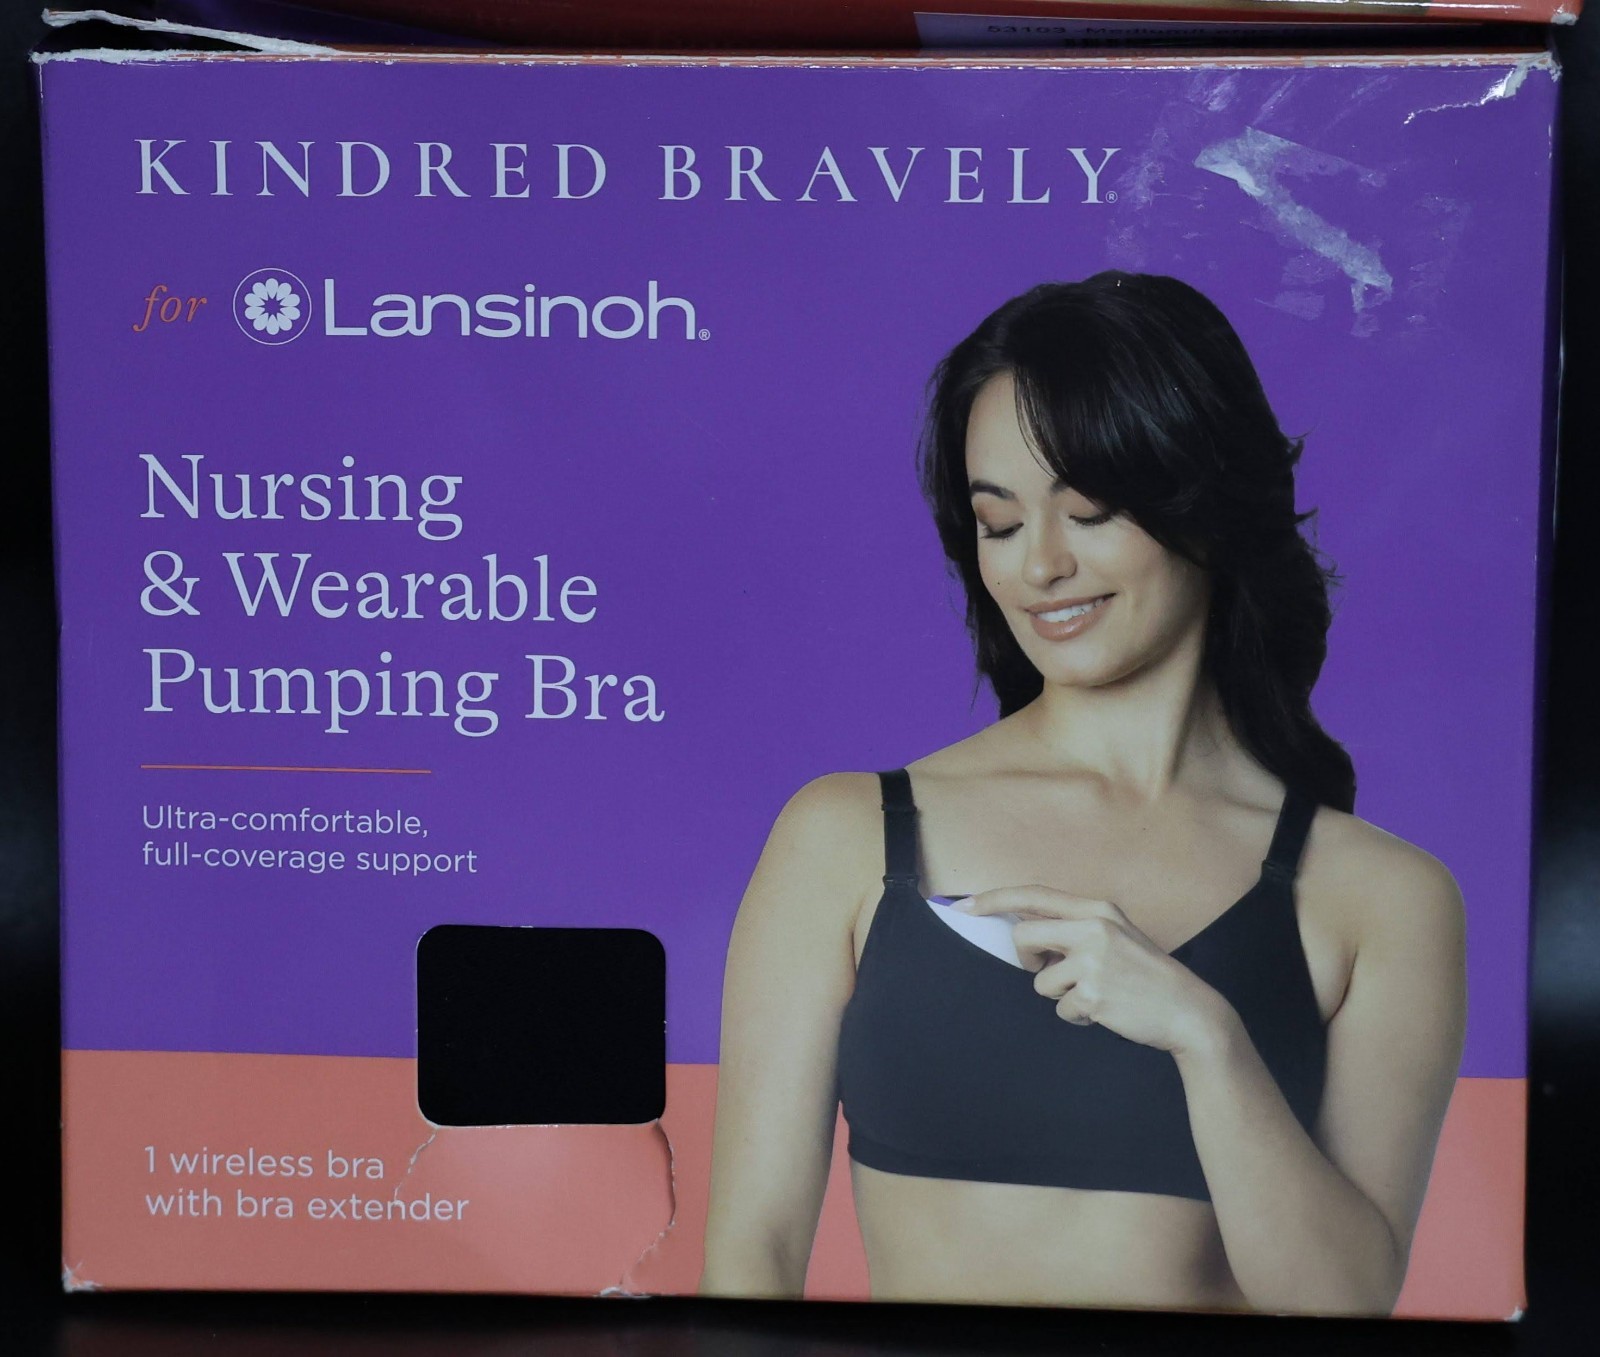 KINDRED BRAVELY®
for Lansinoh®
Nursing
& Wearable
Pumping Bra
Ultra-comfortable,
full-coverage support
1 wireless bra
with bra extender